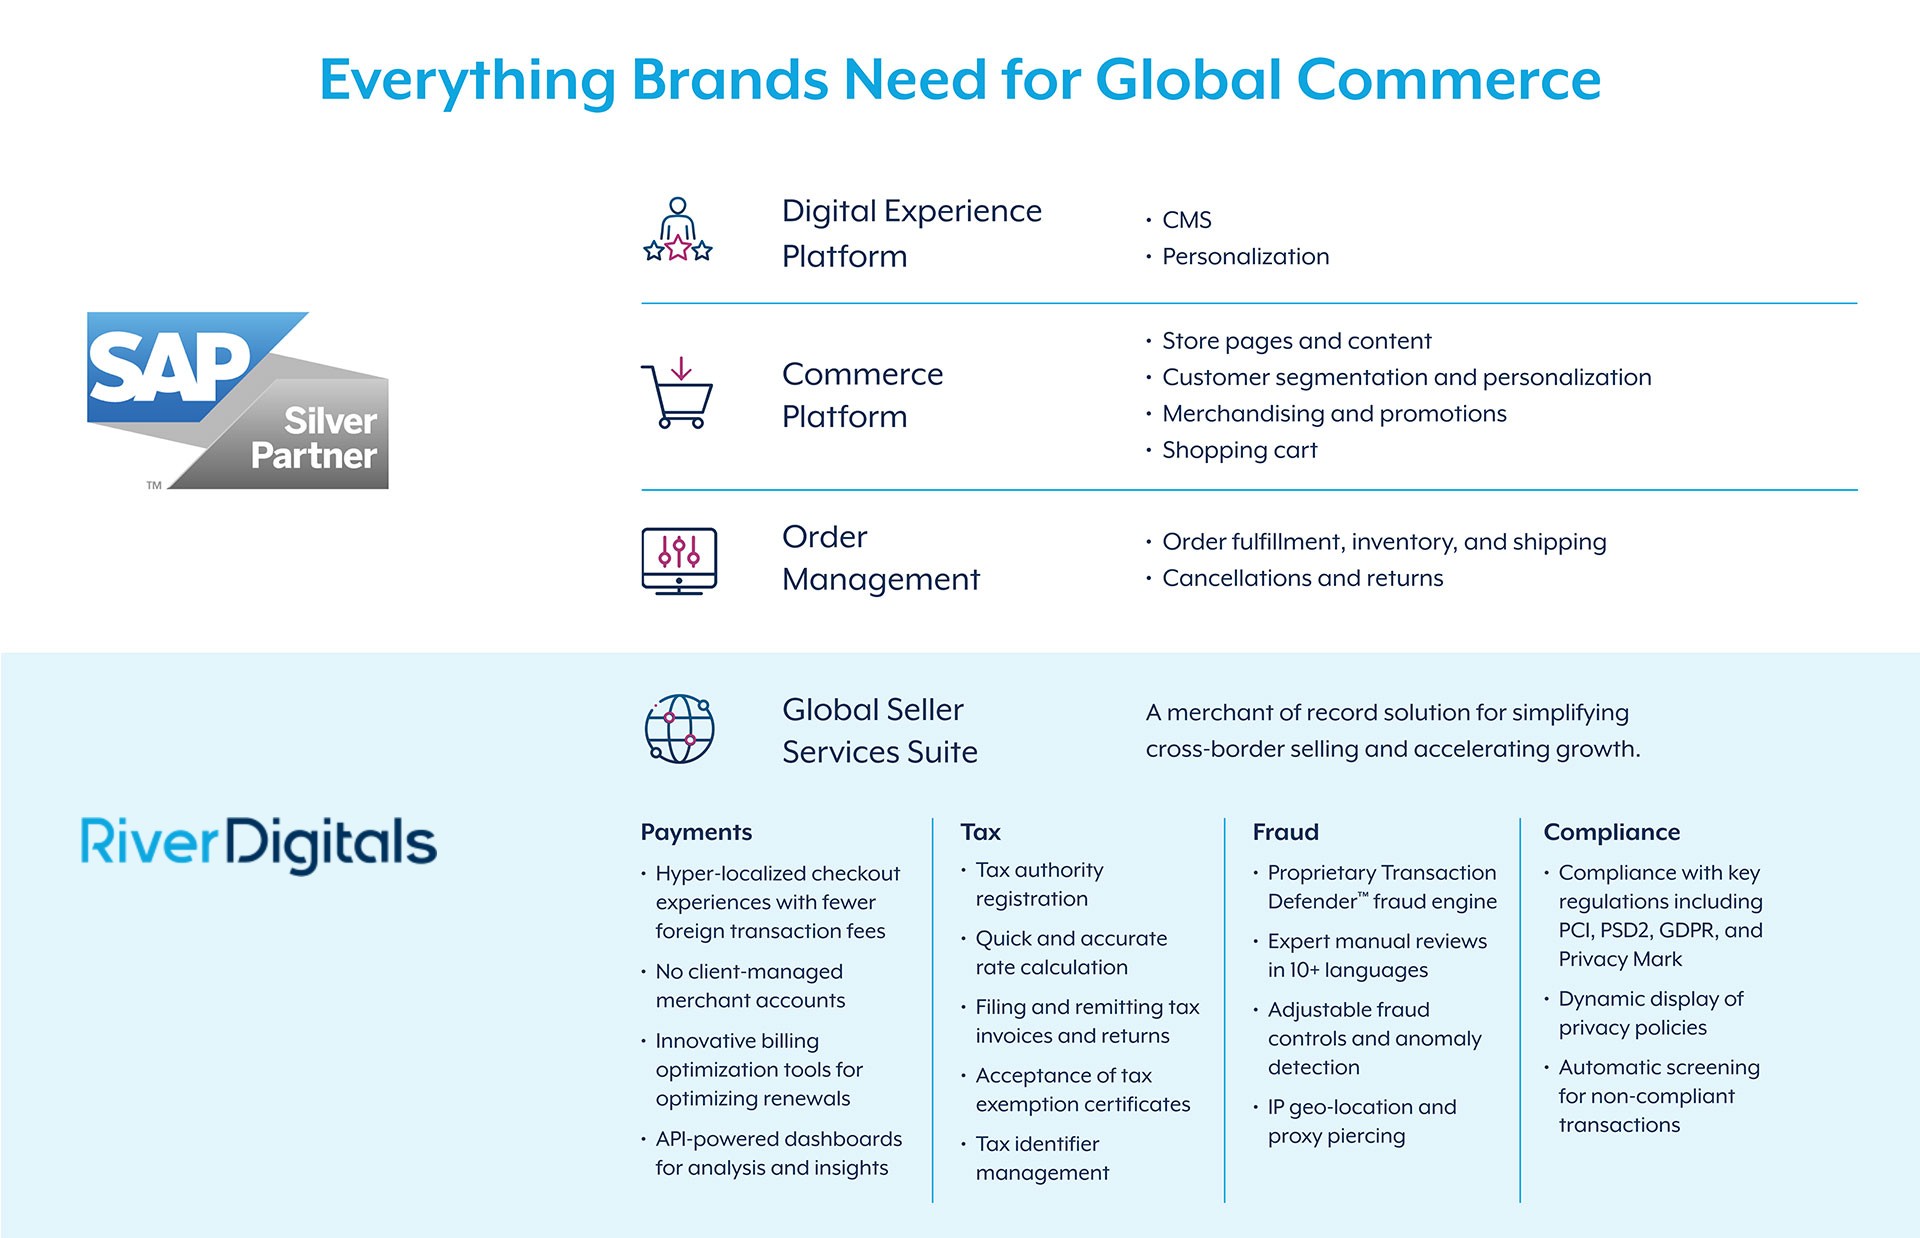 Everything Brands Need for Global Commerce
SAP
Silver
Partner
TM
Digital Experience
Platform
• CMS
• Personalization
Commerce
Platform
• Store pages and content
• Customer segmentation and personalization
• Merchandising and promotions
• Shopping cart
Order
Management
• Order fulfillment, inventory, and shipping
• Cancellations and returns
RiverDigitals
Global Seller
Services Suite
A merchant of record solution for simplifying
cross-border selling and accelerating growth.
Payments
• Hyper-localized checkout
experiences with fewer
foreign transaction fees
• No client-managed
merchant accounts
• Innovative billing
optimization tools for
optimizing renewals
• API-powered dashboards
for analysis and insights
Tax
• Tax authority
registration
• Quick and accurate
rate calculation
• Filing and remitting tax
invoices and returns
• Acceptance of tax
exemption certificates
• Tax identifier
management
Fraud
• Proprietary Transaction
Defender™ fraud engine
• Expert manual reviews
in 10+ languages
• Adjustable fraud
controls and anomaly
detection
• IP geo-location and
proxy piercing
Compliance
• Compliance with key
regulations including
PCI, PSD2, GDPR, and
Privacy Mark
• Dynamic display of
privacy policies
• Automatic screening
for non-compliant
transactions